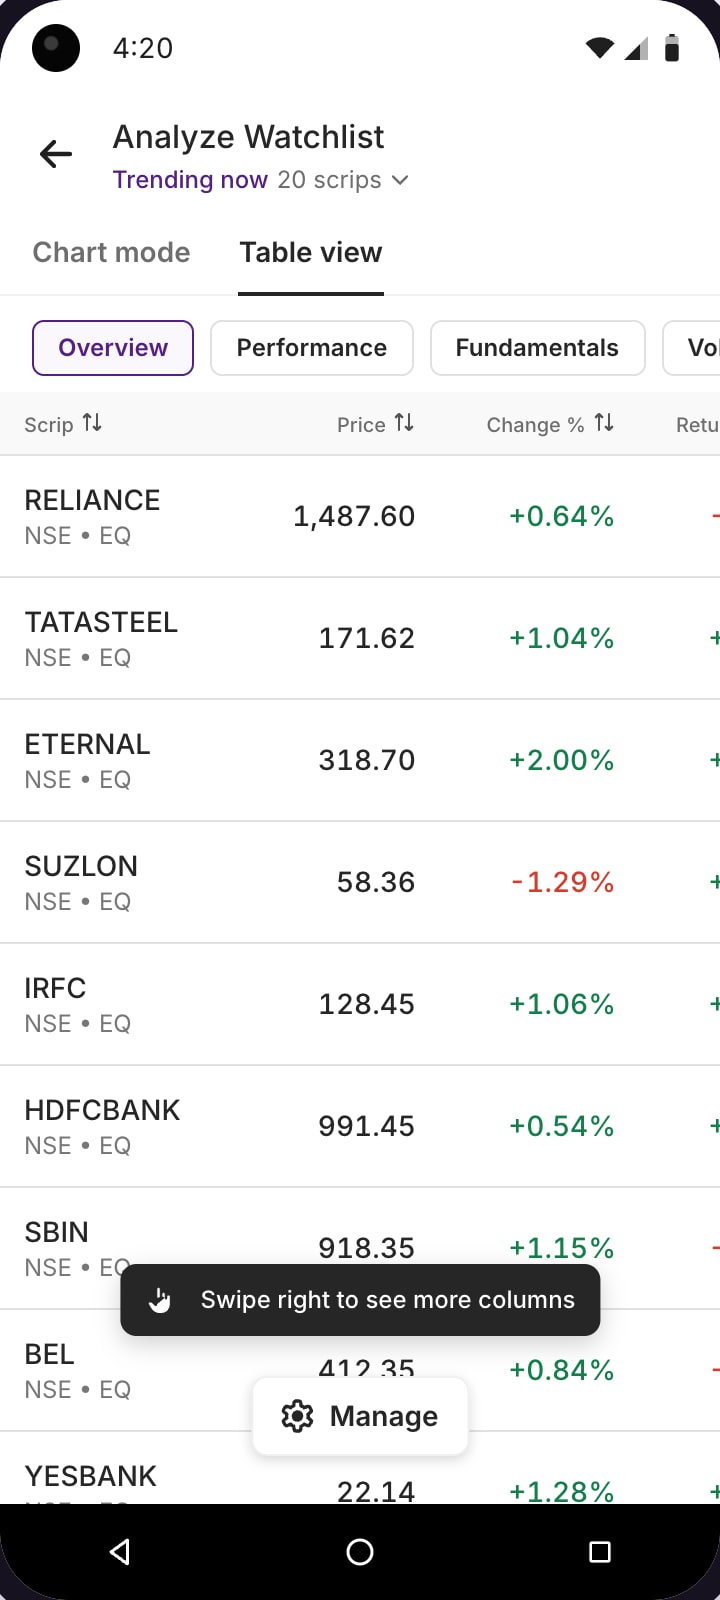 4:20
Analyze Watchlist
Trending now 20 scrips
Chart mode Table view
Overview Performance Fundamentals
Scrip Price Change %
RELIANCE 1,487.60 +0.64%
NSE • EQ
TATASTEEL 171.62 +1.04%
NSE • EQ
ETERNAL 318.70 +2.00%
NSE • EQ
SUZLON 58.36 -1.29%
NSE • EQ
IRFC 128.45 +1.06%
NSE • EQ
HDFCBANK 991.45 +0.54%
NSE • EQ
SBIN 918.35 +1.15%
NSE • EQ
Swipe right to see more columns
BEL 412.35 +0.84%
NSE • EQ
Manage
YESBANK 22.14 +1.28%